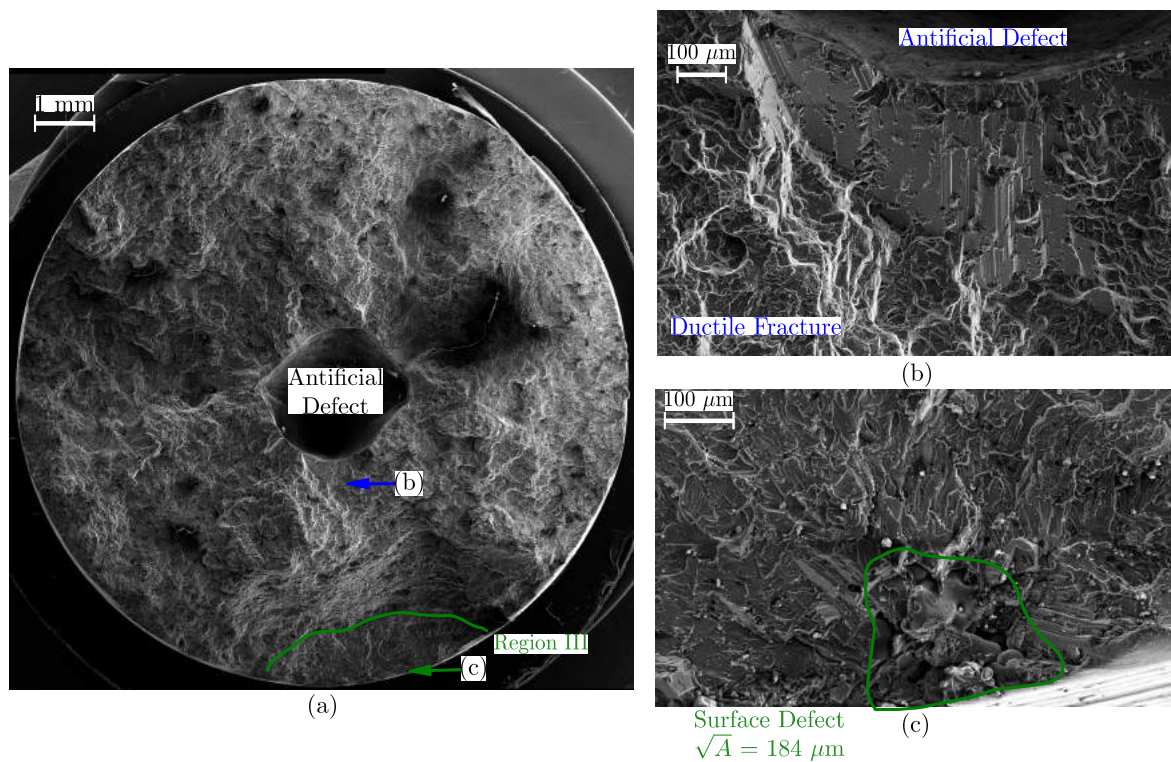 1 mm
Antificial
Defect
(b)
Region III
(c)
(a)
Antificial Defect
100 μm
Ductile Fracture
(b)
100 μm
Surface Defect
√A = 184 μm
(c)